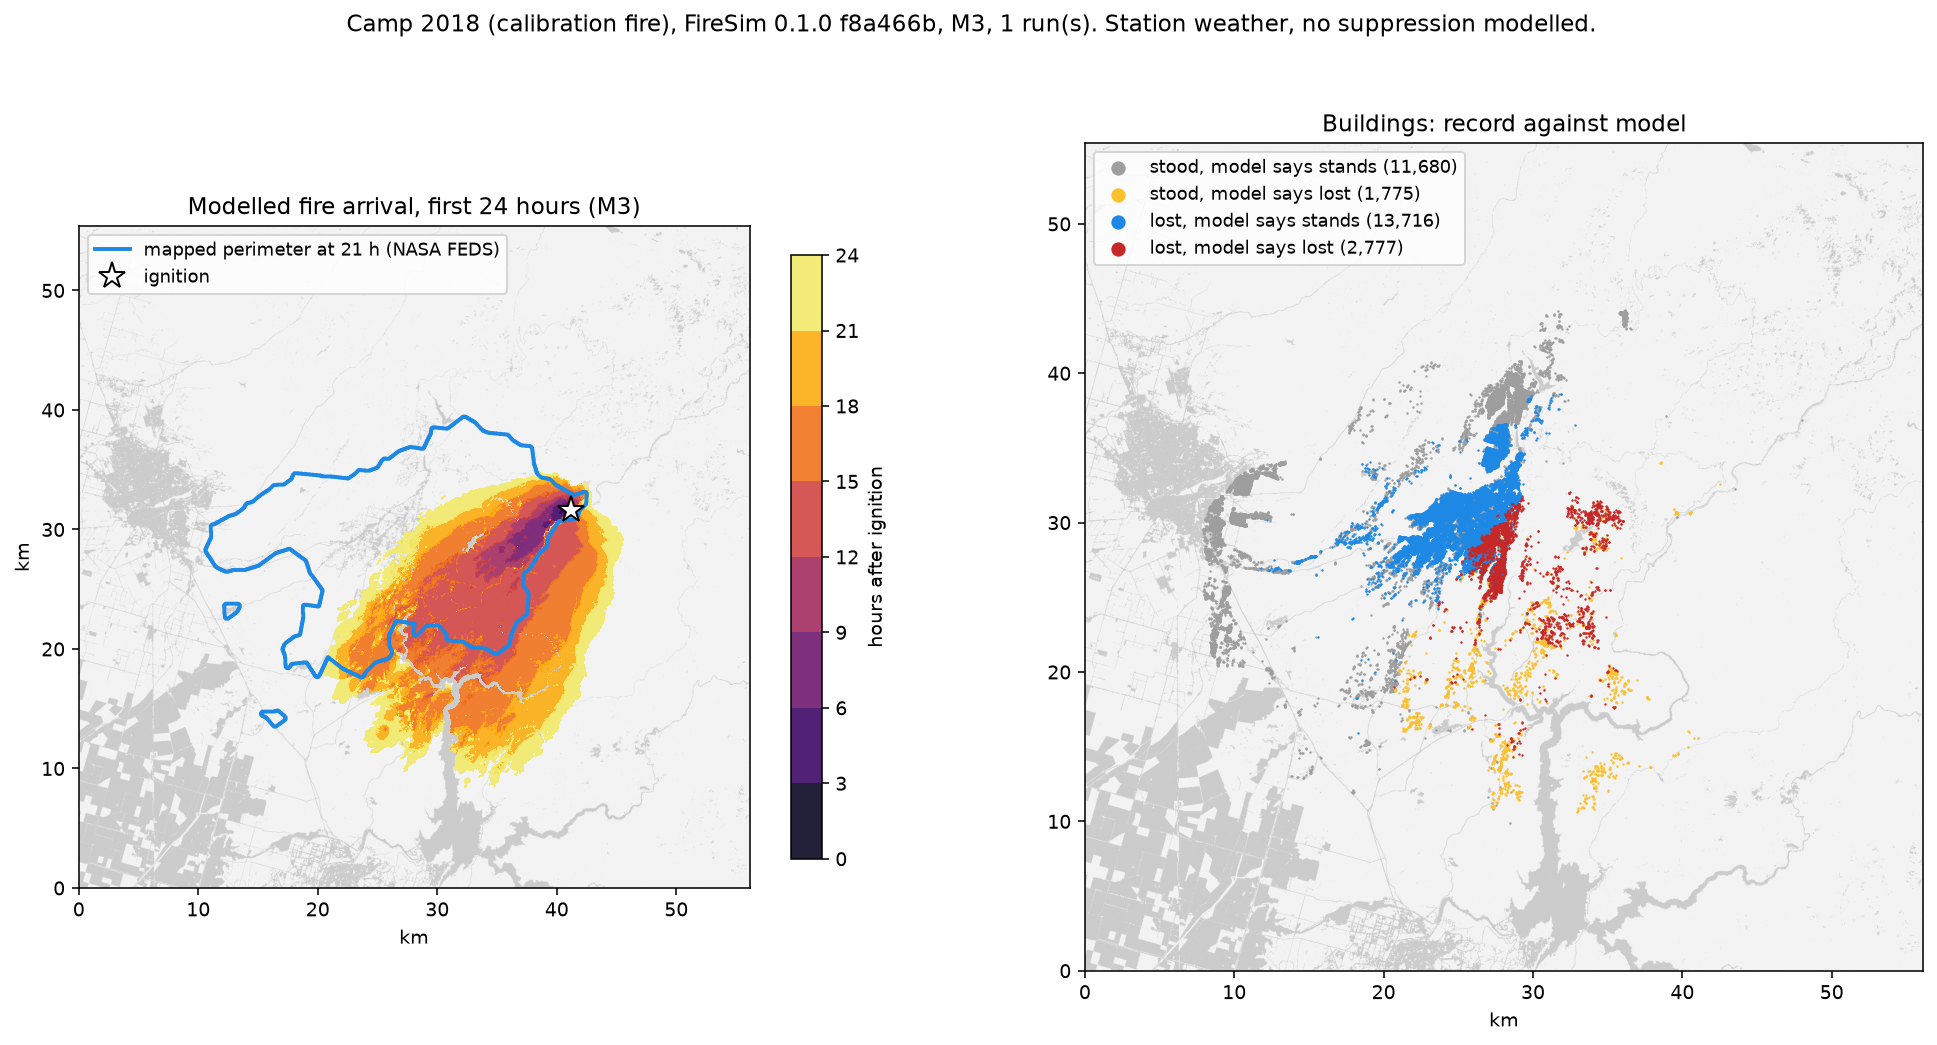 Camp 2018 (calibration fire), FireSim 0.1.0 f8a466b, M3, 1 run(s). Station weather, no suppression modelled.
Modelled fire arrival, first 24 hours (M3)
mapped perimeter at 21 h (NASA FEDS)
ignition
50
40
30
20
10
0
km
0 10 20 30 40 50
km
24
21
18
15
12
9
6
3
0
hours after ignition
Buildings: record against model
stood, model says stands (11,680)
stood, model says lost (1,775)
lost, model says stands (13,716)
lost, model says lost (2,777)
50
40
30
20
10
0
km
0 10 20 30 40 50
km